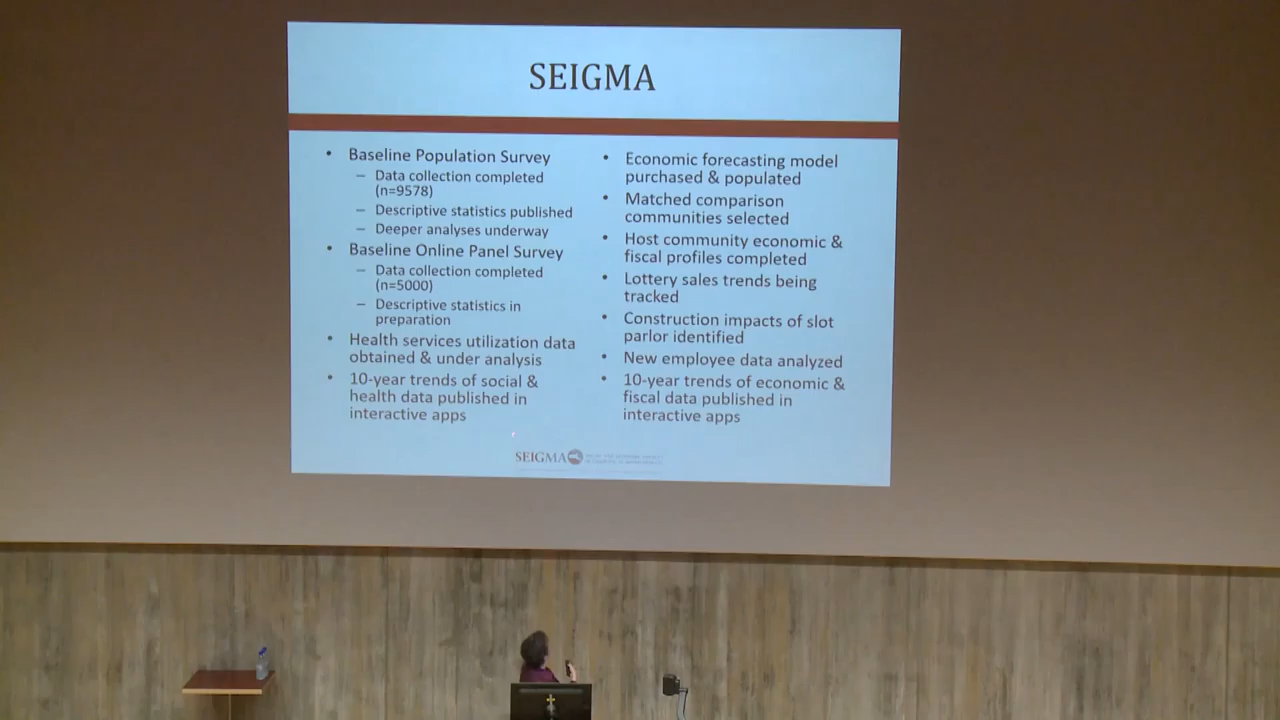 SEIGMA
• Baseline Population Survey
– Data collection completed
(n=9578)
– Descriptive statistics published
– Deeper analyses underway
• Baseline Online Panel Survey
– Data collection completed
(n=5000)
– Descriptive statistics in
preparation
• Health services utilization data
obtained & under analysis
• 10-year trends of social &
health data published in
interactive apps
• Economic forecasting model
purchased & populated
• Matched comparison
communities selected
• Host community economic &
fiscal profiles completed
• Lottery sales trends being
tracked
• Construction impacts of slot
parlor identified
• New employee data analyzed
• 10-year trends of economic &
fiscal data published in
interactive apps
SEIGMA